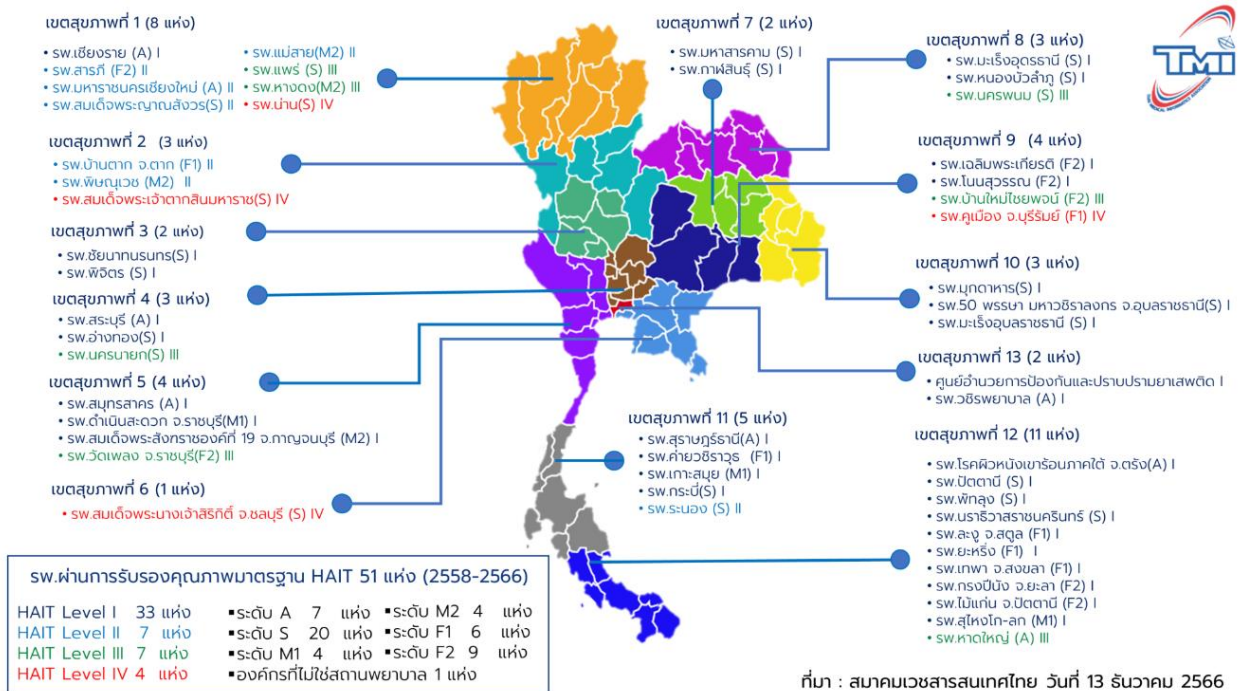 เขตสุขภาพที่ 1 (8 แห่ง)
• รพ.เชียงราย (A) I
• รพ.สารภี (F2) II
• รพ.มหาราชนครเชียงใหม่ (A) II
• รพ.สมเด็จพระญาณสังวร(S) II
• รพ.แม่สาย(M2) II
• รพ.แพร่ (S) III
• รพ.หางดง(M2) III
• รพ.น่าน(S) IV
เขตสุขภาพที่ 2 (3 แห่ง)
• รพ.บ้านตาก จ.ตาก (F1) II
• รพ.พิษณุเวช (M2) II
• รพ.สมเด็จพระเจ้าตากสินมหาราช(S) IV
เขตสุขภาพที่ 3 (2 แห่ง)
• รพ.ชัยนาทนรนทร(S) I
• รพ.พิจิตร (S) I
เขตสุขภาพที่ 4 (3 แห่ง)
• รพ.สระบุรี (A) I
• รพ.อ่างทอง(S) I
• รพ.นครนายก(S) III
เขตสุขภาพที่ 5 (4 แห่ง)
• รพ.สมุทรสาคร (A) I
• รพ.ดำเนินสะดวก จ.ราชบุรี(M1) I
• รพ.สมเด็จพระสังฆราชองค์ที่ 19 จ.กาญจนบุรี (M2) I
• รพ.วัดเพลง จ.ราชบุรี(F2) III
เขตสุขภาพที่ 6 (1 แห่ง)
• รพ.สมเด็จพระนางเจ้าสิริกิติ์ จ.ชลบุรี (S) IV
เขตสุขภาพที่ 7 (2 แห่ง)
• รพ.มหาสารคาม (S) I
• รพ.กาฬสินธุ์ (S) I
เขตสุขภาพที่ 8 (3 แห่ง)
• รพ.มะเร็งอุดรธานี (S) I
• รพ.หนองบัวลำภู (S) I
• รพ.นครพนม (S) III
เขตสุขภาพที่ 9 (4 แห่ง)
• รพ.เฉลิมพระเกียรติ (F2) I
• รพ.โนนสุวรรณ (F2) I
• รพ.บ้านใหม่ไชยพจน์ (F2) III
• รพ.คูเมือง จ.บุรีรัมย์ (F1) IV
เขตสุขภาพที่ 10 (3 แห่ง)
• รพ.มุกดาหาร(S) I
• รพ.50 พรรษา มหาวชิราลงกร จ.อุบลราชธานี(S) I
• รพ.มะเร็งอุบลราชธานี (S) I
เขตสุขภาพที่ 13 (2 แห่ง)
• ศูนย์อำนวยการป้องกันและปราบปรามยาเสพติด I
• รพ.วชิรพยาบาล (A) I
เขตสุขภาพที่ 11 (5 แห่ง)
• รพ.สุราษฎร์ธานี(A) I
• รพ.ค่ายวชิราวุธ (F1) I
• รพ.เกาะสมุย (M1) I
• รพ.กระบี่(S) I
• รพ.ระนอง (S) II
เขตสุขภาพที่ 12 (11 แห่ง)
• รพ.โรคผิวหนังเขาร้อนภาคใต้ จ.ตรัง(A) I
• รพ.ปัตตานี (S) I
• รพ.พัทลุง (S) I
• รพ.นราธิวาสราชนครินทร์ (S) I
• รพ.ละงู จ.สตูล (F1) I
• รพ.ยะหริ่ง (F1) I
• รพ.เทพา จ.สงขลา (F1) I
• รพ.กรงปีนัง จ.ยะลา (F2) I
• รพ.ไม้แก่น จ.ปัตตานี (F2) I
• รพ.สุไหงโก-ลก (M1) I
• รพ.หาดใหญ่ (A) III
รพ.ผ่านการรับรองคุณภาพมาตรฐาน HAIT 51 แห่ง (2558-2566)
HAIT Level I 33 แห่ง ▪ระดับ A 7 แห่ง ▪ระดับ M2 4 แห่ง
HAIT Level II 7 แห่ง ▪ระดับ S 20 แห่ง ▪ระดับ F1 6 แห่ง
HAIT Level III 7 แห่ง ▪ระดับ M1 4 แห่ง ▪ระดับ F2 9 แห่ง
HAIT Level IV 4 แห่ง ▪องค์กรที่ไม่ใช่สถานพยาบาล 1 แห่ง
ที่มา : สมาคมเวชสารสนเทศไทย วันที่ 13 ธันวาคม 2566
TMI
THAI MEDICAL INFORMATICS ASSOCIATION